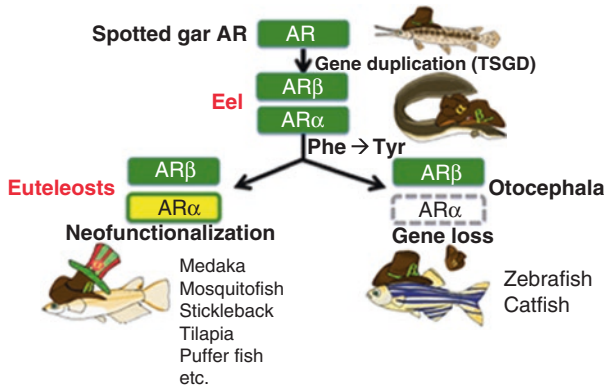 Spotted gar AR
AR
Gene duplication (TSGD)
Eel
ARβ
ARα
α
β
Phe → Tyr
Euteleosts
ARβ
ARα
Neofunctionalization
Medaka
Mosquitofish
Stickleback
Tilapia
Puffer fish
etc.
ARβ
Otocephala
ARα
Gene loss
Zebrafish
Catfish